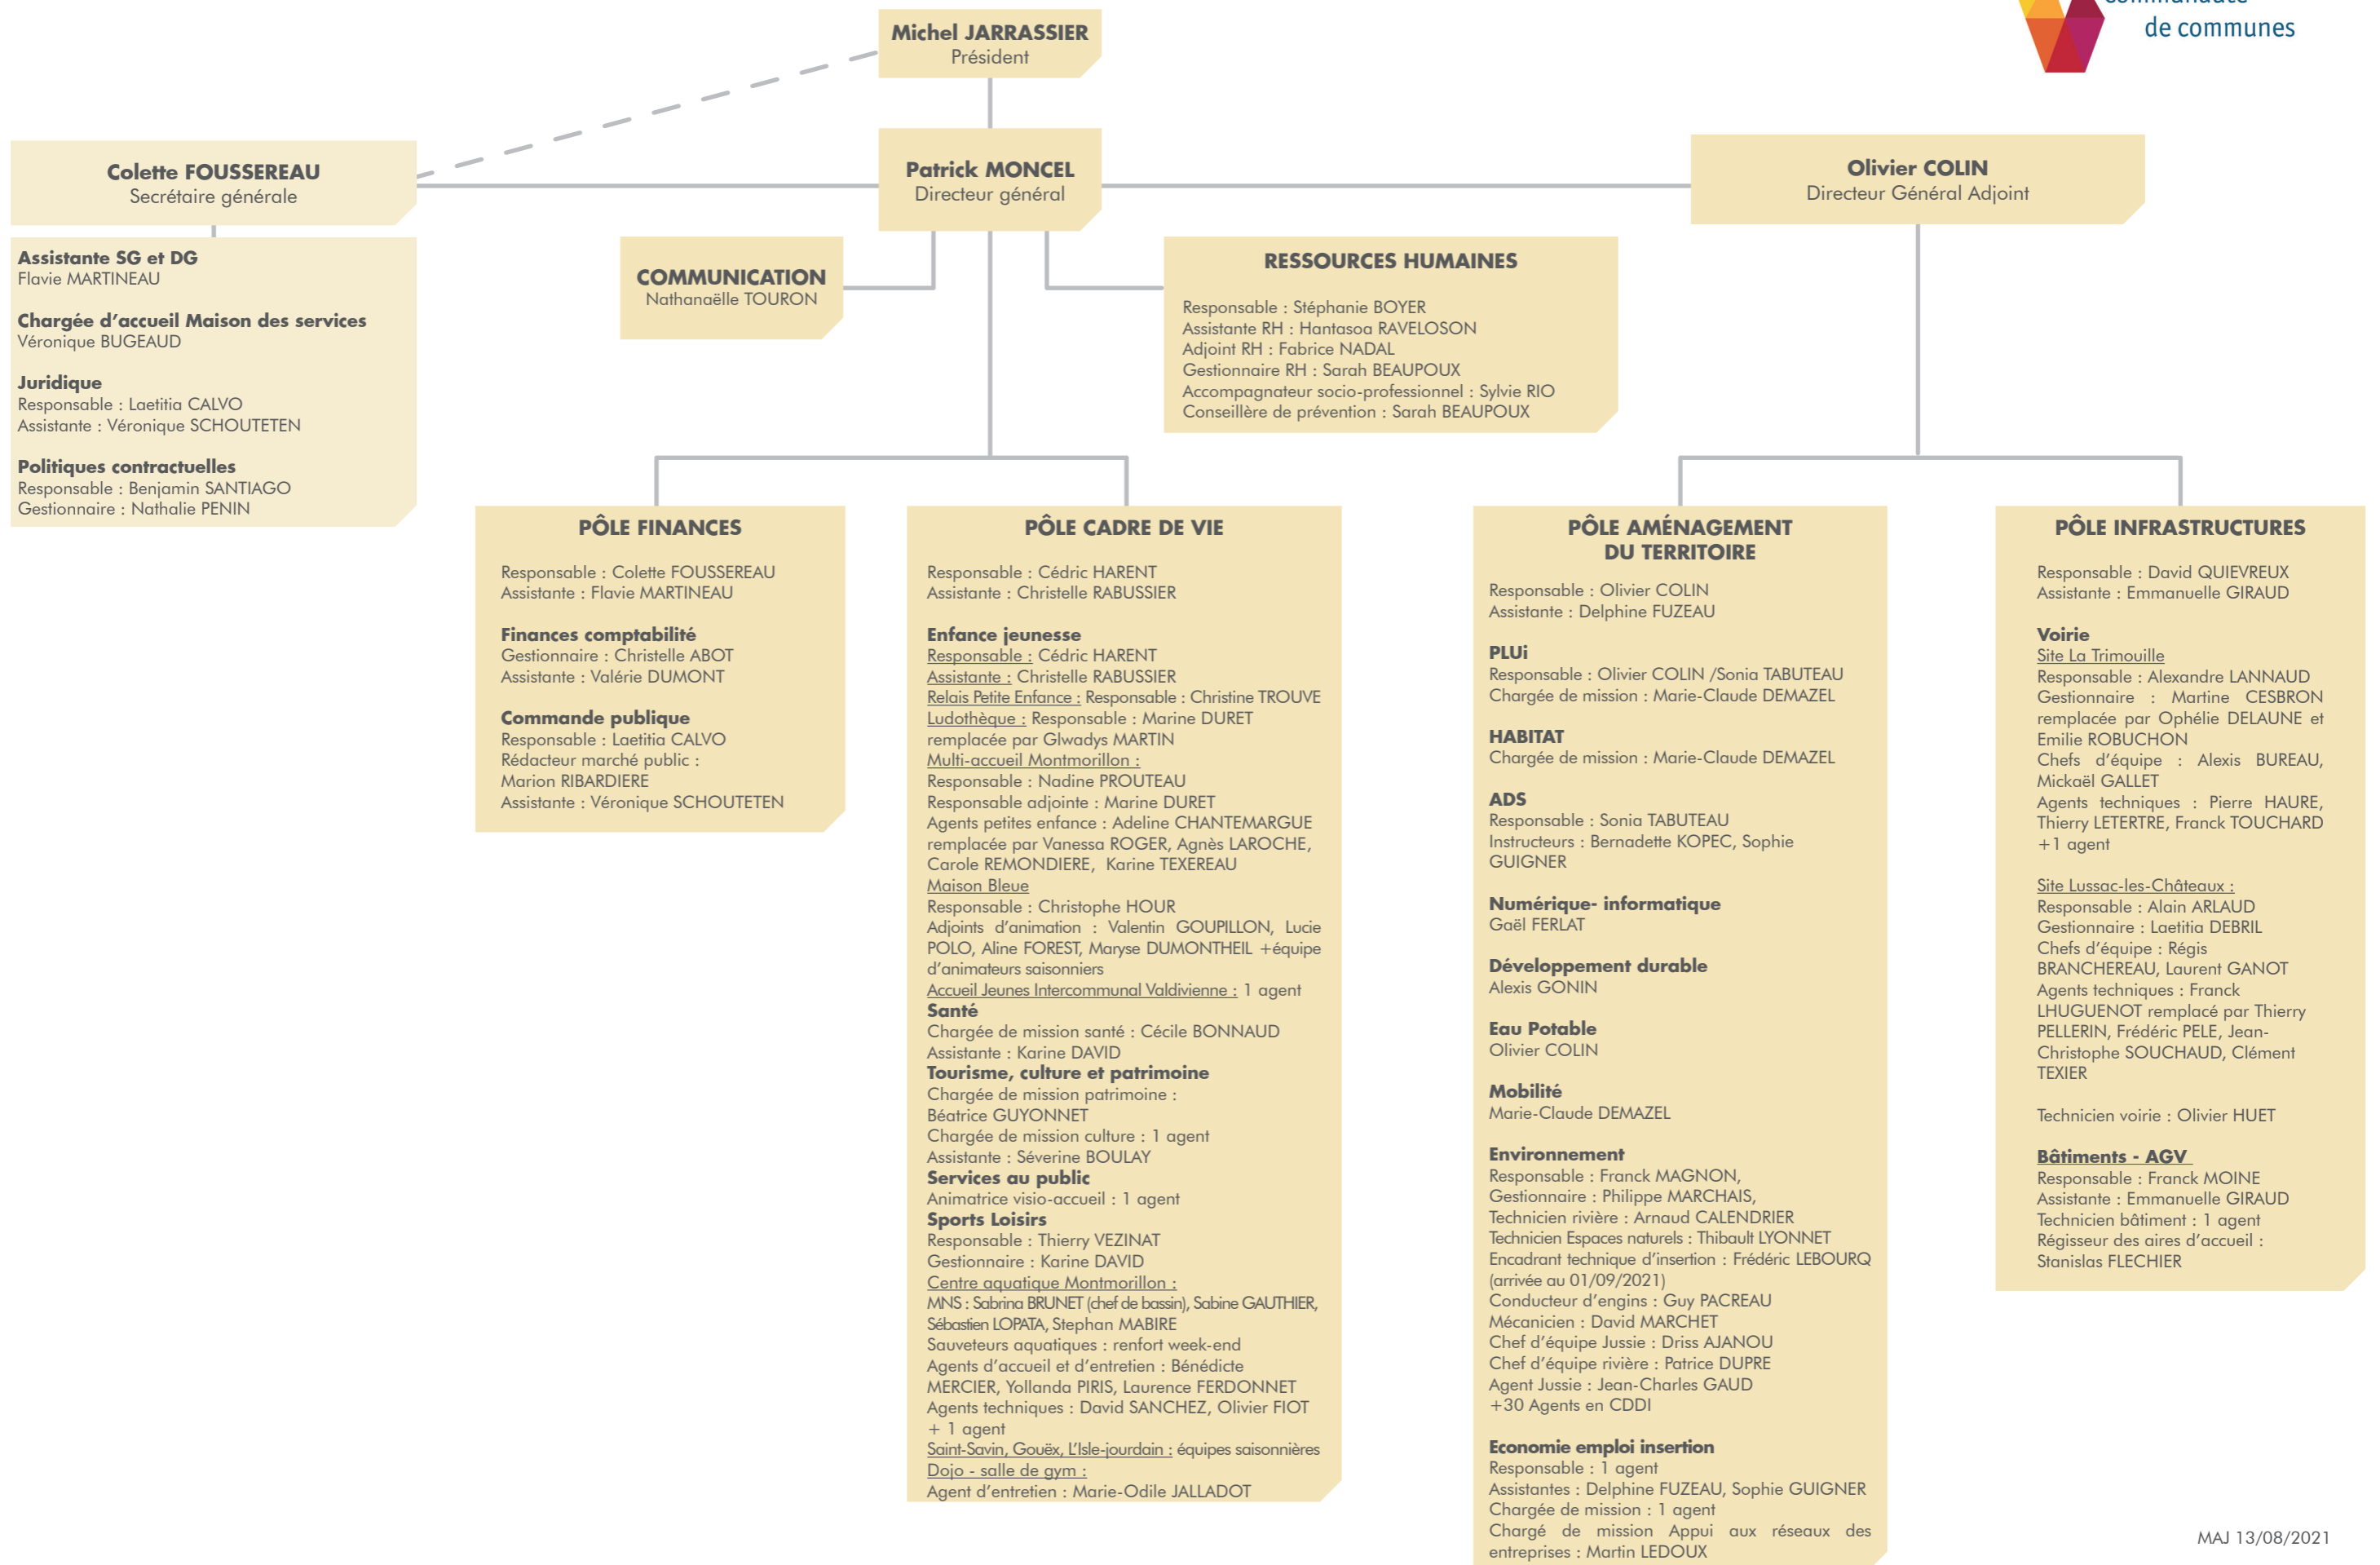 communauté
de communes
Michel JARRASSIER
Président
Colette FOUSSEREAU
Secrétaire générale
Patrick MONCEL
Directeur général
Olivier COLIN
Directeur Général Adjoint
Assistante SG et DG
Flavie MARTINEAU
Chargée d’accueil Maison des services
Véronique BUGEAUD
Juridique
Responsable : Laetitia CALVO
Assistante : Véronique SCHOUTETEN
Politiques contractuelles
Responsable : Benjamin SANTIAGO
Gestionnaire : Nathalie PENIN
COMMUNICATION
Nathanaëlle TOURON
RESSOURCES HUMAINES
Responsable : Stéphanie BOYER
Assistante RH : Hantasoa RAVELOSON
Adjoint RH : Fabrice NADAL
Gestionnaire RH : Sarah BEAUPOUX
Accompagnateur socio-professionnel : Sylvie RIO
Conseillère de prévention : Sarah BEAUPOUX
PÔLE FINANCES
Responsable : Colette FOUSSEREAU
Assistante : Flavie MARTINEAU
Finances comptabilité
Gestionnaire : Christelle ABOT
Assistante : Valérie DUMONT
Commande publique
Responsable : Laetitia CALVO
Rédacteur marché public :
Marion RIBARDIERE
Assistante : Véronique SCHOUTETEN
PÔLE CADRE DE VIE
Responsable : Cédric HARENT
Assistante : Christelle RABUSSIER
Enfance jeunesse
Responsable : Cédric HARENT
Assistante : Christelle RABUSSIER
Relais Petite Enfance : Responsable : Christine TROUVE
Ludothèque : Responsable : Marine DURET
remplacée par Glwadys MARTIN
Multi-accueil Montmorillon :
Responsable : Nadine PROUTEAU
Responsable adjointe : Marine DURET
Agents petites enfance : Adeline CHANTEMARGUE
remplacée par Vanessa ROGER, Agnès LAROCHE,
Carole REMONDIERE, Karine TEXEREAU
Maison Bleue
Responsable : Christophe HOUR
Adjoints d’animation : Valentin GOUPILLON, Lucie
POLO, Aline FOREST, Maryse DUMONTHEIL +équipe
d’animateurs saisonniers
Accueil Jeunes Intercommunal Valdivienne : 1 agent
Santé
Chargée de mission santé : Cécile BONNAUD
Assistante : Karine DAVID
Tourisme, culture et patrimoine
Chargée de mission patrimoine :
Béatrice GUYONNET
Chargée de mission culture : 1 agent
Assistante : Séverine BOULAY
Services au public
Animatrice visio-accueil : 1 agent
Sports Loisirs
Responsable : Thierry VEZINAT
Gestionnaire : Karine DAVID
Centre aquatique Montmorillon :
MNS : Sabrina BRUNET (chef de bassin), Sabine GAUTHIER,
Sébastien LOPATA, Stephan MABIRE
Sauveteurs aquatiques : renfort week-end
Agents d’accueil et d’entretien : Bénédicte
MERCIER, Yollanda PIRIS, Laurence FERDONNET
Agents techniques : David SANCHEZ, Olivier FIOT
+ 1 agent
Saint-Savin, Gouëx, L’Isle-jourdain : équipes saisonnières
Dojo - salle de gym :
Agent d’entretien : Marie-Odile JALLADOT
PÔLE AMÉNAGEMENT
DU TERRITOIRE
Responsable : Olivier COLIN
Assistante : Delphine FUZEAU
PLUi
Responsable : Olivier COLIN /Sonia TABUTEAU
Chargée de mission : Marie-Claude DEMAZEL
HABITAT
Chargée de mission : Marie-Claude DEMAZEL
ADS
Responsable : Sonia TABUTEAU
Instructeurs : Bernadette KOPEC, Sophie
GUIGNER
Numérique- informatique
Gaël FERLAT
Développement durable
Alexis GONIN
Eau Potable
Olivier COLIN
Mobilité
Marie-Claude DEMAZEL
Environnement
Responsable : Franck MAGNON,
Gestionnaire : Philippe MARCHAIS,
Technicien rivière : Arnaud CALENDRIER
Technicien Espaces naturels : Thibault LYONNET
Encadrant technique d’insertion : Frédéric LEBOURQ
(arrivée au 01/09/2021)
Conducteur d’engins : Guy PACREAU
Mécanicien : David MARCHET
Chef d’équipe Jussie : Driss AJANOU
Chef d’équipe rivière : Patrice DUPRE
Agent Jussie : Jean-Charles GAUD
+30 Agents en CDDI
Economie emploi insertion
Responsable : 1 agent
Assistantes : Delphine FUZEAU, Sophie GUIGNER
Chargée de mission : 1 agent
Chargé de mission Appui aux réseaux des
entreprises : Martin LEDOUX
PÔLE INFRASTRUCTURES
Responsable : David QUIEVREUX
Assistante : Emmanuelle GIRAUD
Voirie
Site La Trimouille
Responsable : Alexandre LANNAUD
Gestionnaire : Martine CESBRON
remplacée par Ophélie DELAUNE et
Emilie ROBUCHON
Chefs d’équipe : Alexis BUREAU,
Mickaël GALLET
Agents techniques : Pierre HAURE,
Thierry LETERTRE, Franck TOUCHARD
+1 agent
Site Lussac-les-Châteaux :
Responsable : Alain ARLAUD
Gestionnaire : Laetitia DEBRIL
Chefs d’équipe : Régis
BRANCHEREAU, Laurent GANOT
Agents techniques : Franck
LHUGUENOT remplacé par Thierry
PELLERIN, Frédéric PELE, Jean-
Christophe SOUCHAUD, Clément
TEXIER
Technicien voirie : Olivier HUET
Bâtiments - AGV
Responsable : Franck MOINE
Assistante : Emmanuelle GIRAUD
Technicien bâtiment : 1 agent
Régisseur des aires d’accueil :
Stanislas FLECHIER
MAJ 13/08/2021